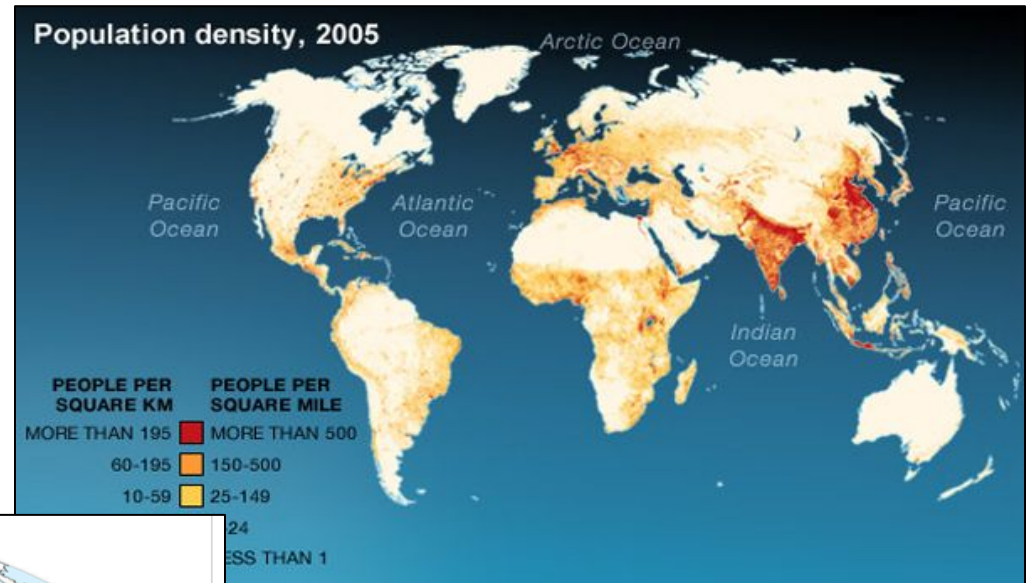 Population density, 2005
Arctic Ocean
Pacific
Ocean
Atlantic
Ocean
Pacific
Ocean
Indian
Ocean
PEOPLE PER
SQUARE KM
PEOPLE PER
SQUARE MILE
MORE THAN 195 MORE THAN 500
60-195 150-500
10-59 25-149
-24
THAN 1